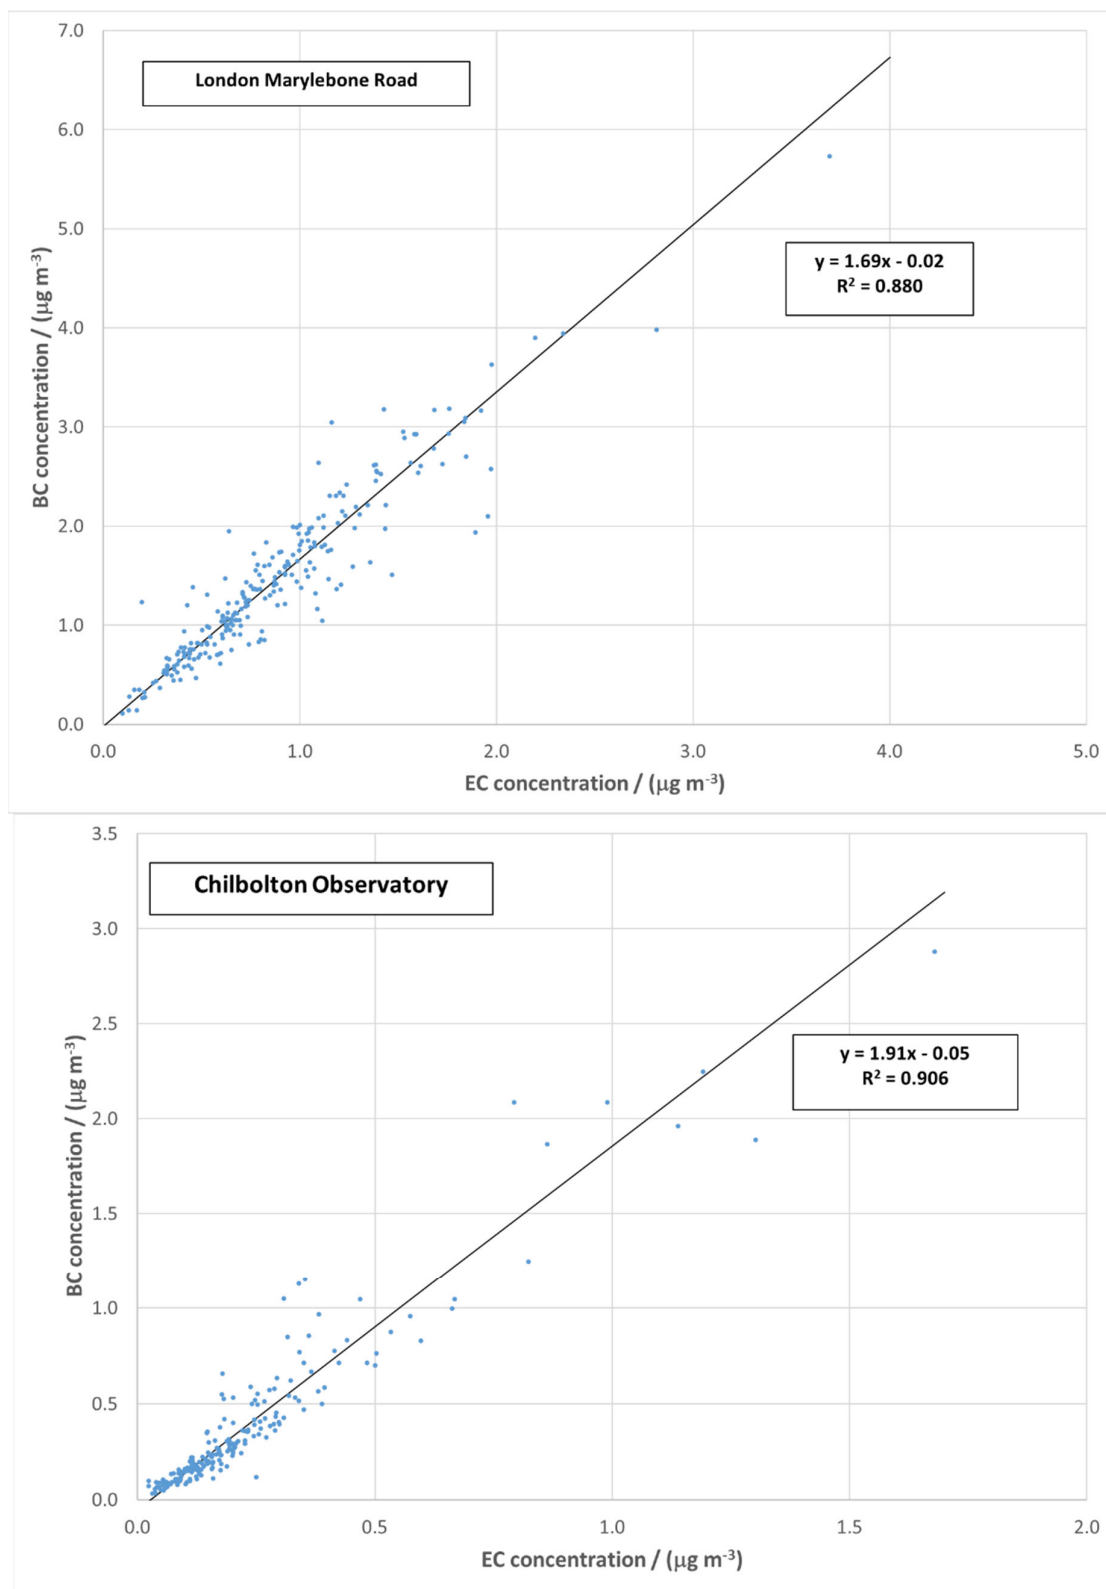 London Marylebone Road
7.0
6.0
5.0
4.0
3.0
2.0
1.0
0.0
BC concentration / (µg m⁻³)
y = 1.69x - 0.02
R² = 0.880
0.0 1.0 2.0 3.0 4.0 5.0
EC concentration / (µg m⁻³)
Chilbolton Observatory
3.5
3.0
2.5
2.0
1.5
1.0
0.5
0.0
BC concentration / (µg m⁻³)
y = 1.91x - 0.05
R² = 0.906
0.0 0.5 1.0 1.5 2.0
EC concentration / (µg m⁻³)